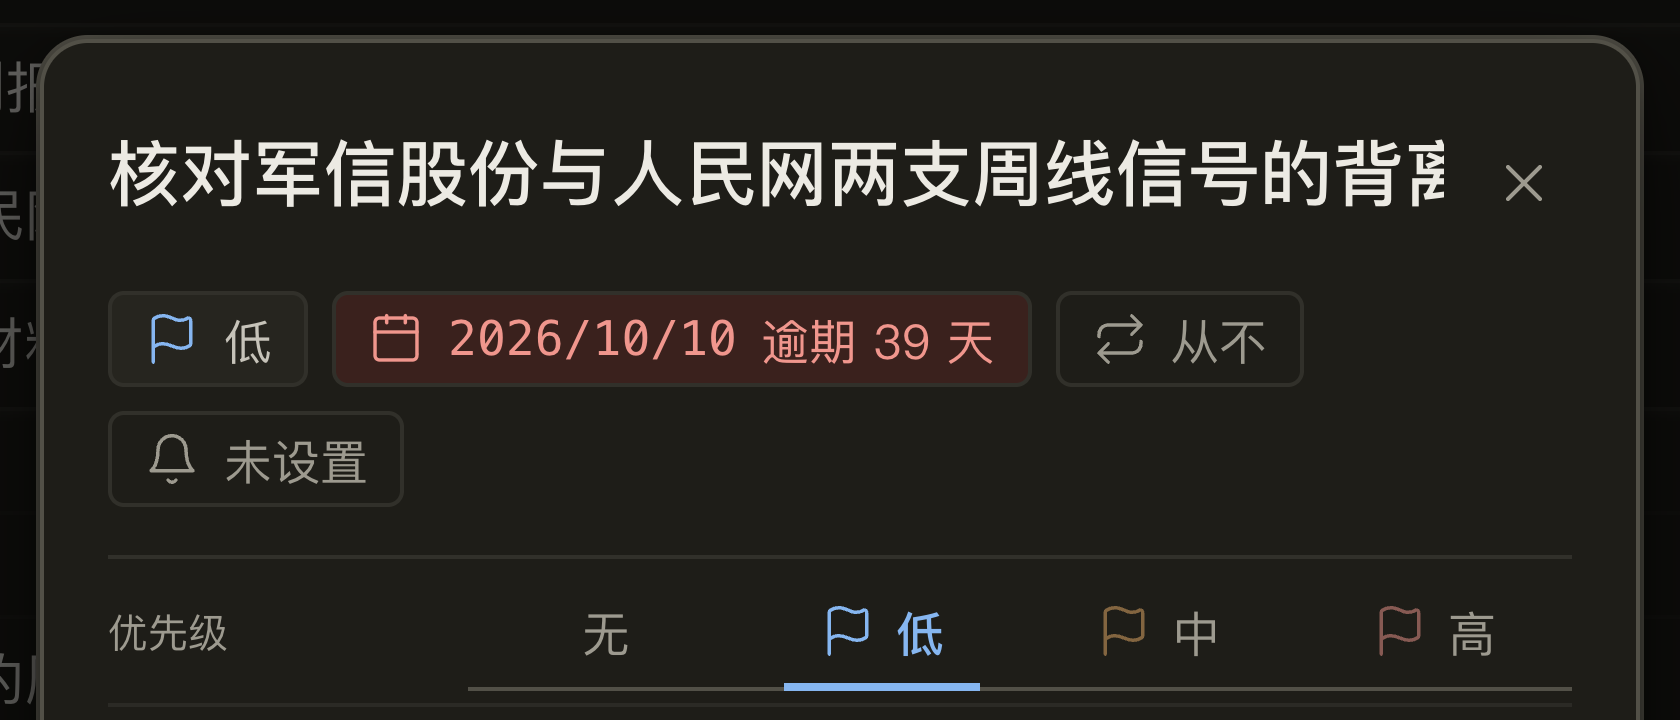 核对军信股份与人民网两支周线信号的背离
低 2026/10/10 逾期 39 天 从不
未设置
优先级 无 低 中 高